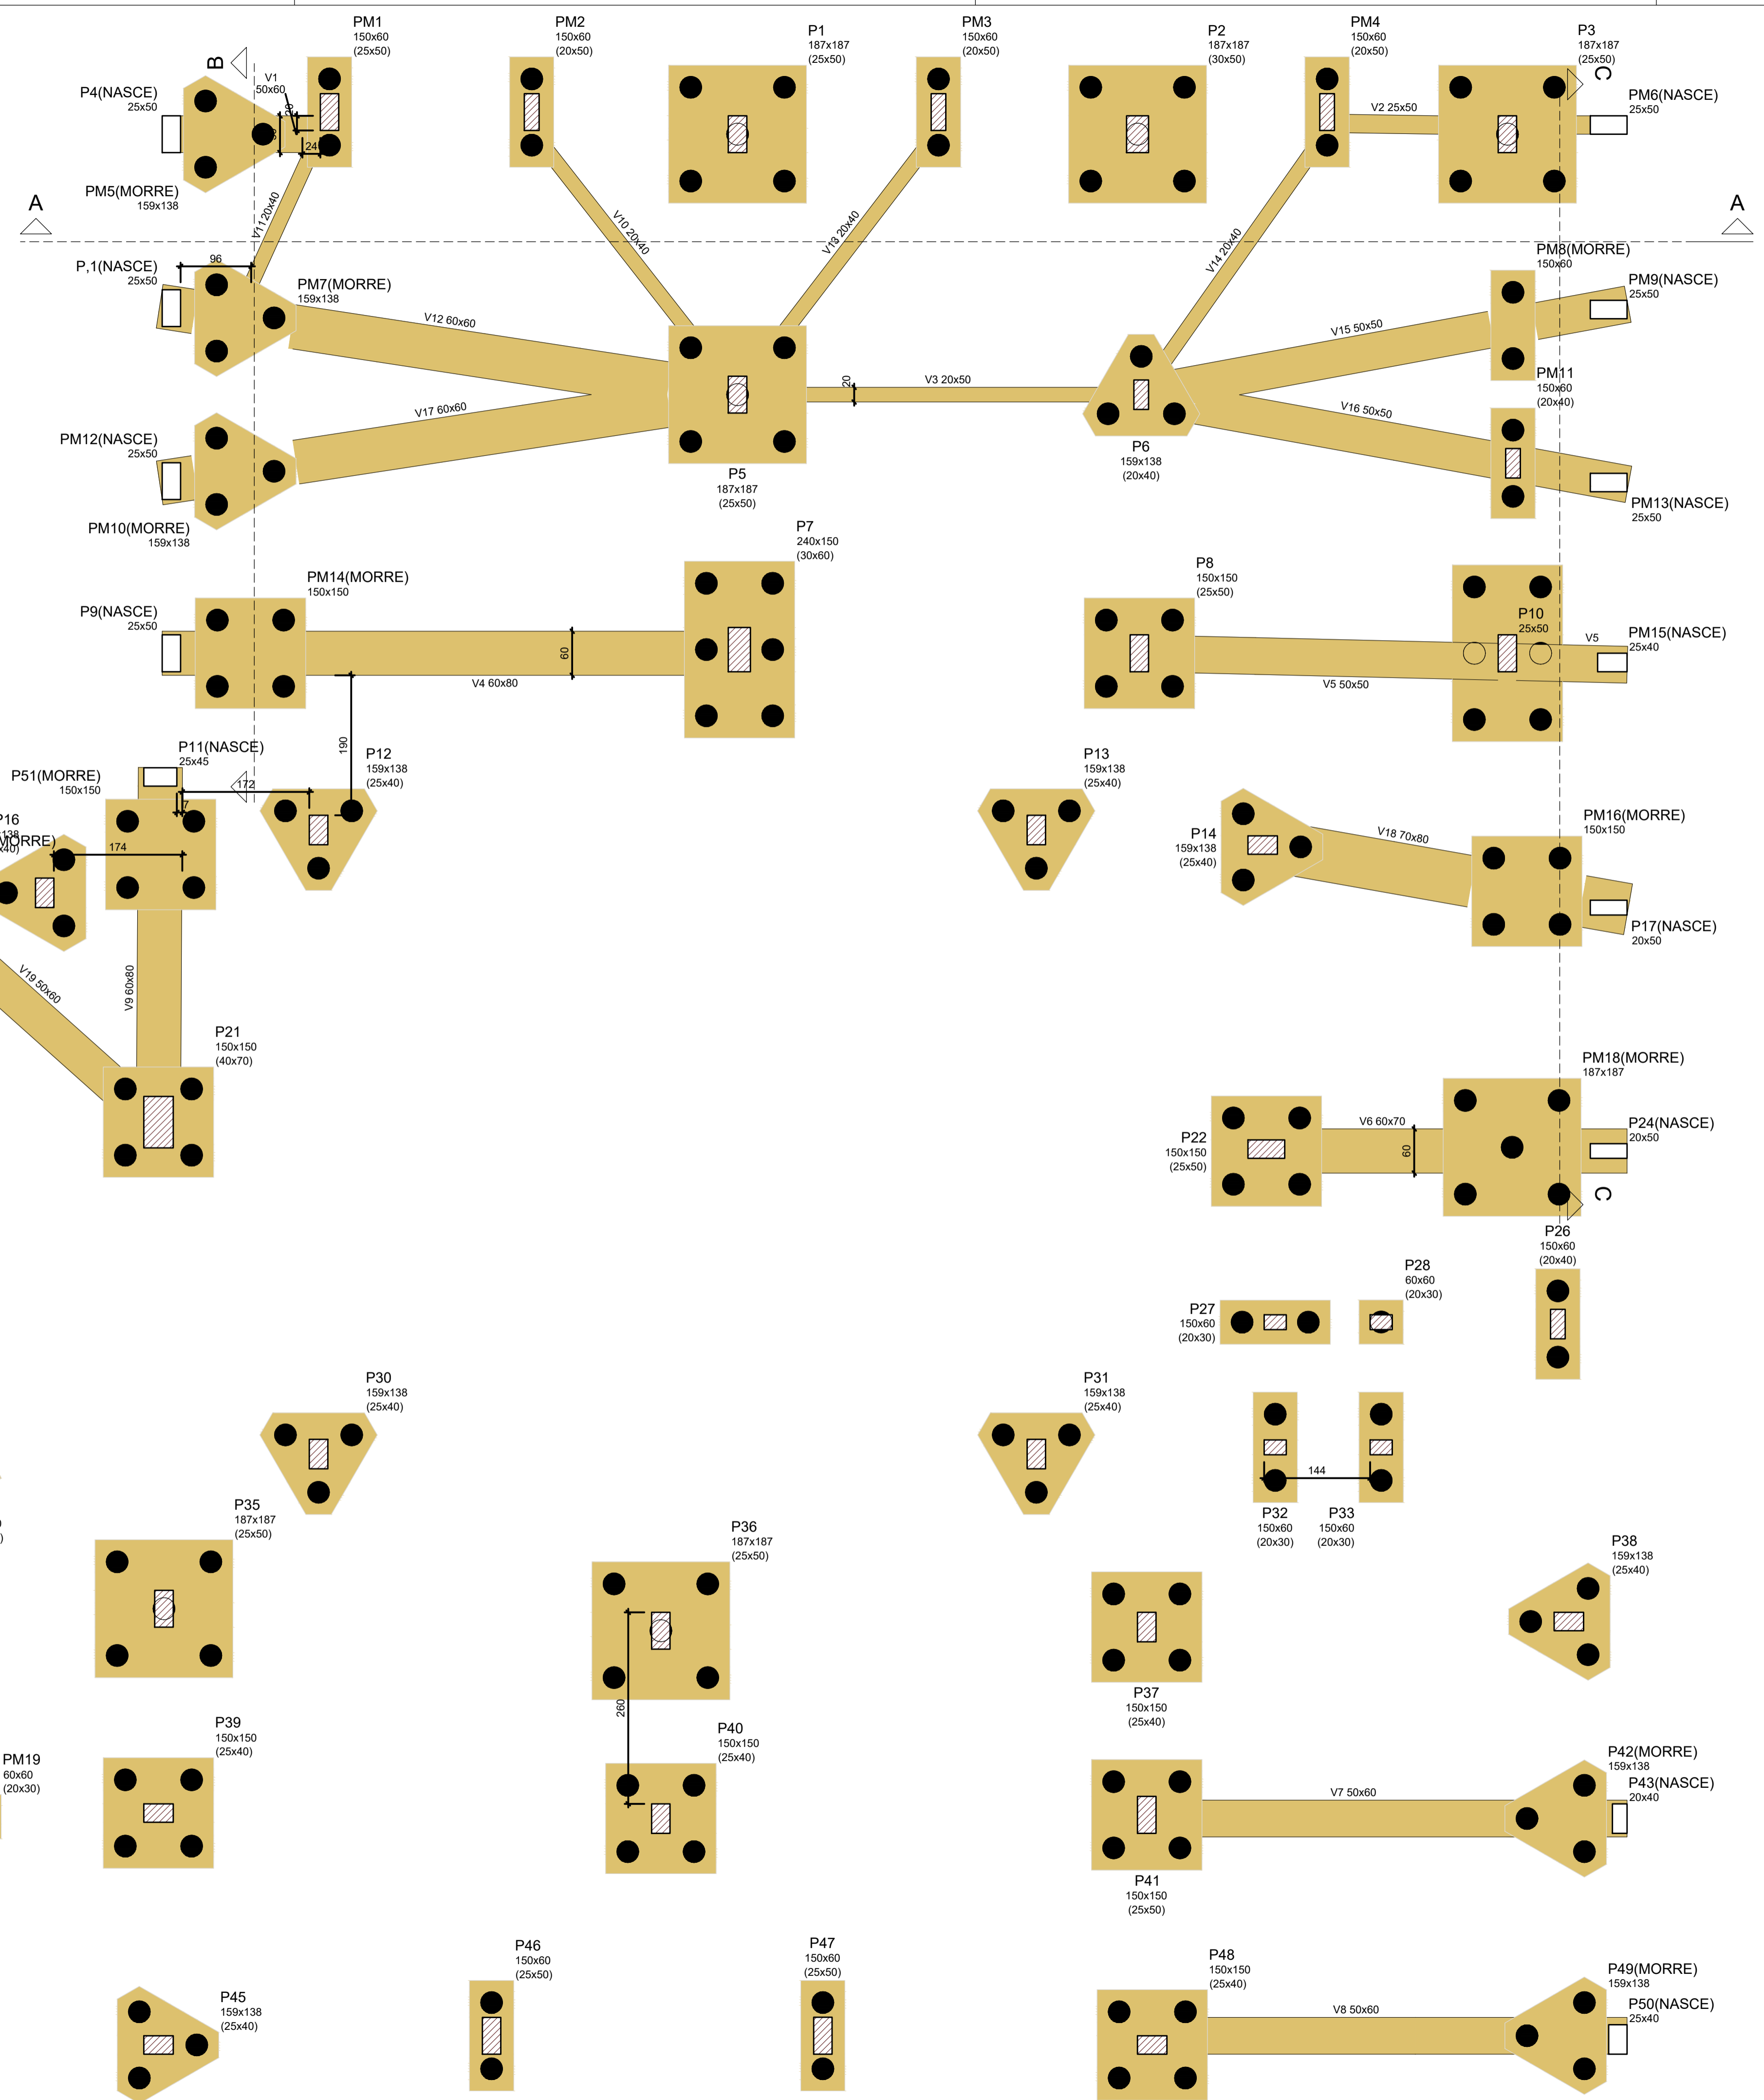 PM1
150x60
(25x50)
PM2
150x60
(20x50)
P1
187x187
(25x50)
PM3
150x60
(20x50)
P2
187x187
(30x50)
PM4
150x60
(20x50)
P3
187x187
(25x50)
B
V1
50x60
C
P4(NASCE)
25x50
20
24
V2 25x50
PM6(NASCE)
25x50
PM5(MORRE)
159x138
A
A
V11 20x40
V10 20x40
V13 20x40
V14 20x40
P,1(NASCE)
25x50
96
PM7(MORRE)
159x138
PM8(MORRE)
150x60
PM9(NASCE)
25x50
V12 60x60
V15 50x50
20
V3 20x50
PM11
150x60
(20x40)
V17 60x60
V16 50x50
PM12(NASCE)
25x50
P5
187x187
(25x50)
P6
159x138
(20x40)
PM13(NASCE)
25x50
PM10(MORRE)
159x138
P7
240x150
(30x60)
PM14(MORRE)
150x150
P8
150x150
(25x50)
P9(NASCE)
25x50
P10
25x50
PM15(NASCE)
25x40
60
V5
V4 60x80
V5 50x50
190
P11(NASCE)
25x45
P51(MORRE)
150x150
P12
159x138
(25x40)
P13
159x138
(25x40)
172
7
P16
138
x40)
MORRE)
174
P14
159x138
(25x40)
V18 70x80
PM16(MORRE)
150x150
P17(NASCE)
20x50
V19 50x60
V9 60x80
P21
150x150
(40x70)
PM18(MORRE)
187x187
P22
150x150
(25x50)
V6 60x70
60
P24(NASCE)
20x50
C
P26
150x60
(20x40)
P28
60x60
(20x30)
P27
150x60
(20x30)
P30
159x138
(25x40)
P31
159x138
(25x40)
144
P32
150x60
(20x30)
P33
150x60
(20x30)
P35
187x187
(25x50)
P36
187x187
(25x50)
P38
159x138
(25x40)
260
P37
150x150
(25x40)
P39
150x150
(25x40)
P40
150x150
(25x40)
PM19
60x60
(20x30)
P42(MORRE)
159x138
P43(NASCE)
20x40
V7 50x60
P41
150x150
(25x50)
P46
150x60
(25x50)
P47
150x60
(25x50)
P48
150x150
(25x40)
P49(MORRE)
159x138
P45
159x138
(25x40)
V8 50x60
P50(NASCE)
25x40